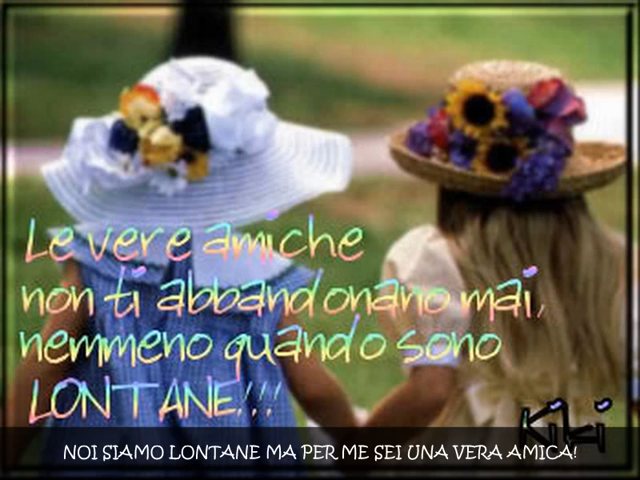 Le vere amiche
non ti abbandonano mai,
nemmeno quando sono
LONTANE!!!
Kiki
NOI SIAMO LONTANE MA PER ME SEI UNA VERA AMICA!